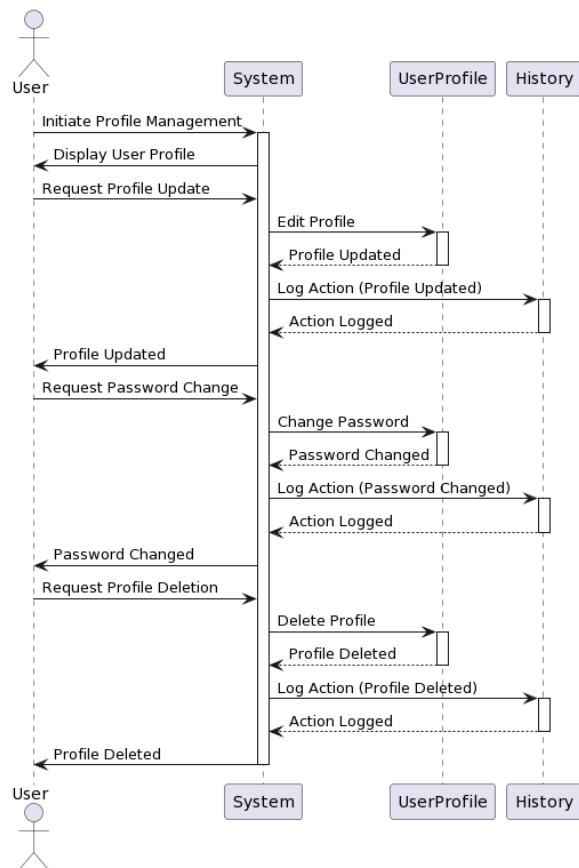 User
System UserProfile History
Initiate Profile Management
Display User Profile
Request Profile Update
Edit Profile
Profile Updated
Log Action (Profile Updated)
Action Logged
Profile Updated
Request Password Change
Change Password
Password Changed
Log Action (Password Changed)
Action Logged
Password Changed
Request Profile Deletion
Delete Profile
Profile Deleted
Log Action (Profile Deleted)
Action Logged
Profile Deleted
User
System UserProfile History